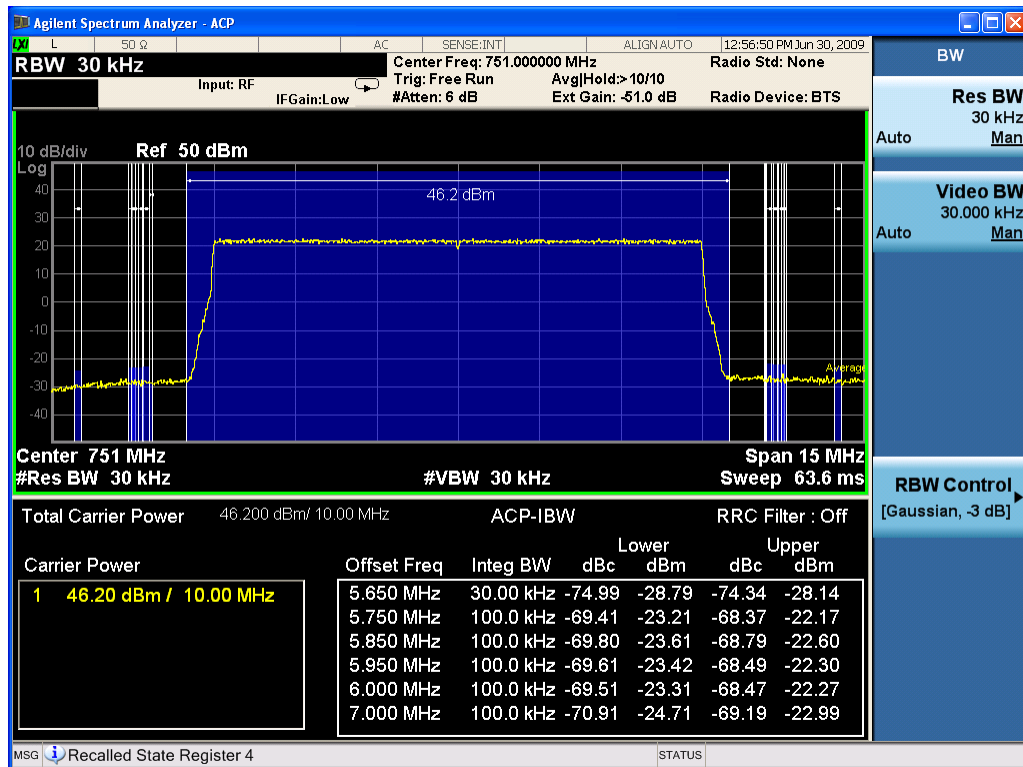 Agilent Spectrum Analyzer - ACP
LXI L 50 Ω AC SENSE:INT ALIGN AUTO 12:56:50 PM Jun 30, 2009
RBW 30 kHz Center Freq: 751.000000 MHz Radio Std: None
Trig: Free Run Avg|Hold:>10/10
Input: RF
IFGain:Low #Atten: 6 dB Ext Gain: -51.0 dB Radio Device: BTS
10 dB/div Ref 50 dBm
Log
40
30
20
10
0
-10
-20
-30
-40
46.2 dBm
Average
Center 751 MHz Span 15 MHz
#Res BW 30 kHz #VBW 30 kHz Sweep 63.6 ms
Total Carrier Power 46.200 dBm/ 10.00 MHz ACP-IBW RRC Filter : Off
Lower Upper
Carrier Power Offset Freq Integ BW dBc dBm dBc dBm
1 46.20 dBm / 10.00 MHz 5.650 MHz 30.00 kHz -74.99 -28.79 -74.34 -28.14
5.750 MHz 100.0 kHz -69.41 -23.21 -68.37 -22.17
5.850 MHz 100.0 kHz -69.80 -23.61 -68.79 -22.60
5.950 MHz 100.0 kHz -69.61 -23.42 -68.49 -22.30
6.000 MHz 100.0 kHz -69.51 -23.31 -68.47 -22.27
7.000 MHz 100.0 kHz -70.91 -24.71 -69.19 -22.99
MSG Recalled State Register 4 STATUS
BW
Res BW
30 kHz
Auto Man
Video BW
30.000 kHz
Auto Man
RBW Control
[Gaussian, -3 dB]